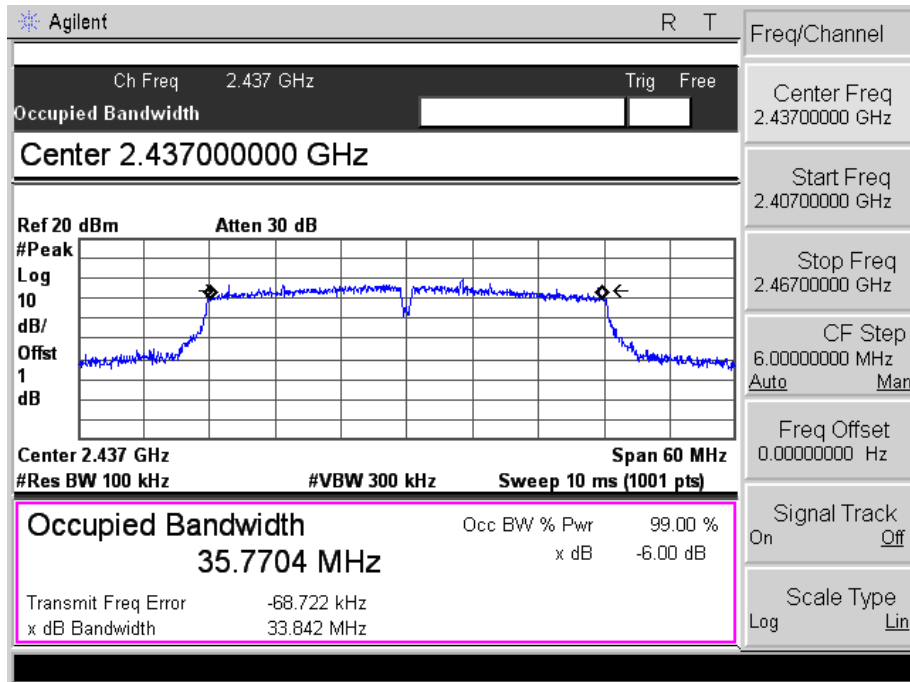 Agilent R T
Ch Freq 2.437 GHz Trig Free
Occupied Bandwidth
Center 2.437000000 GHz
Ref 20 dBm Atten 30 dB
#Peak
Log
10
dB/
Offst
1
dB
Center 2.437 GHz Span 60 MHz
#Res BW 100 kHz #VBW 300 kHz Sweep 10 ms (1001 pts)
Occupied Bandwidth
35.7704 MHz
Occ BW % Pwr 99.00 %
x dB -6.00 dB
Transmit Freq Error -68.722 kHz
x dB Bandwidth 33.842 MHz
Freq/Channel
Center Freq
2.43700000 GHz
Start Freq
2.40700000 GHz
Stop Freq
2.46700000 GHz
CF Step
6.00000000 MHz
Auto Man
Freq Offset
0.00000000 Hz
Signal Track
On Off
Scale Type
Log Lin